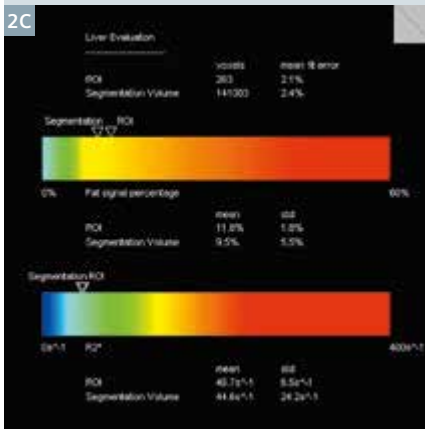 2C
Liver Evaluation
voxels mean fit error
ROI 263 2.1%
Segmentation Volume 141003 2.4%
Segmentation ROI
0% Fat signal percentage 60%
mean std
ROI 11.8% 1.8%
Segmentation Volume 9.5% 5.5%
Segmentation ROI
0s^-1 R2* 400s^-1
mean std
ROI 45.7s^-1 6.5s^-1
Segmentation Volume 44.6s^-1 24.2s^-1